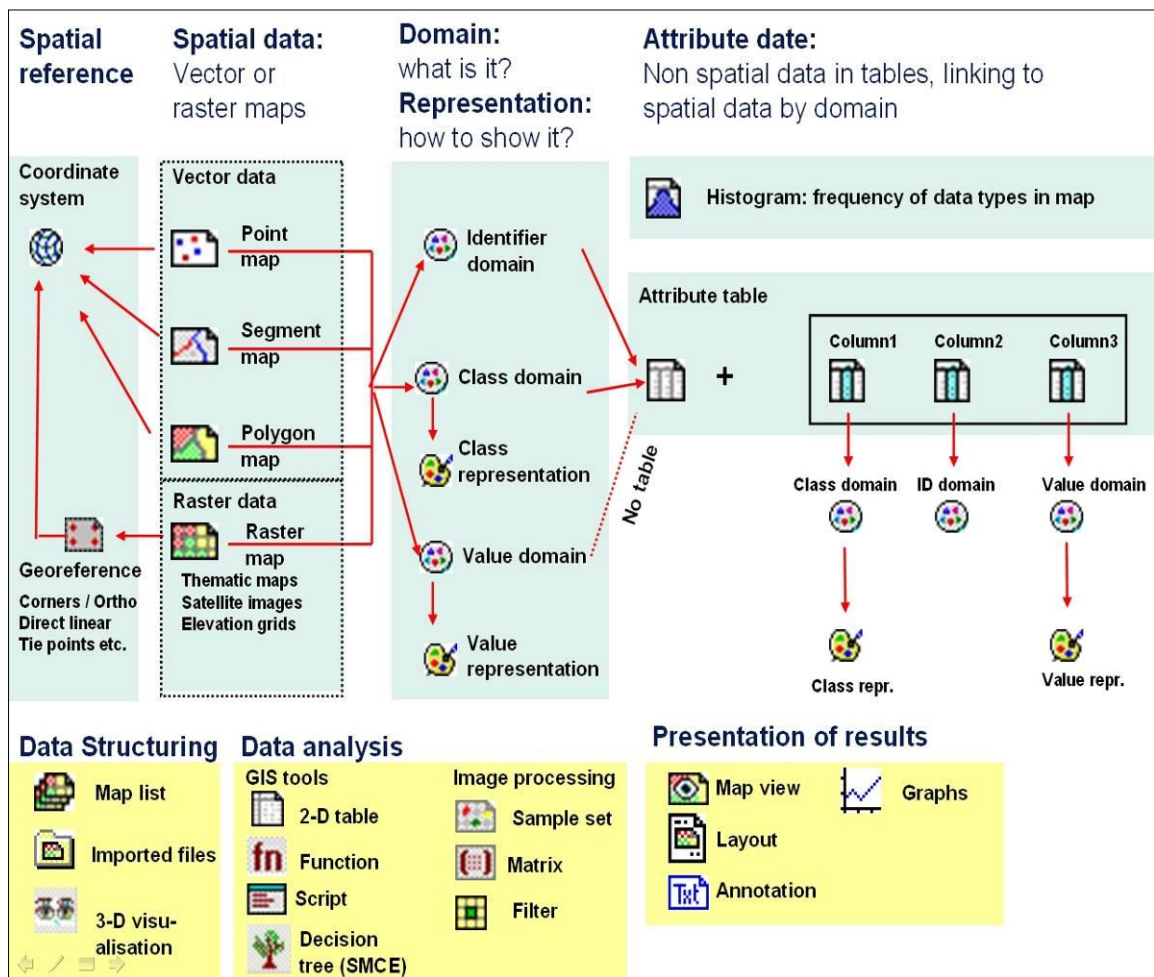 Spatial
reference
Spatial data:
Vector or
raster maps
Domain:
what is it?
Representation:
how to show it?
Attribute date:
Non spatial data in tables, linking to
spatial data by domain
Coordinate
system
Georeference
Corners / Ortho
Direct linear
Tie points etc.
Vector data
Point
map
Segment
map
Polygon
map
Raster data
Raster
map
Thematic maps
Satellite images
Elevation grids
Identifier
domain
Class domain
Class
representation
Value domain
Value
representation
No table
Histogram: frequency of data types in map
Attribute table
+
Column1
Column2
Column3
Class domain
ID domain
Value domain
Class repr.
Value repr.
Data Structuring
Map list
Imported files
3-D visu-
alisation
Data analysis
GIS tools
2-D table
fn
Function
Script
Decision
tree (SMCE)
Image processing
Sample set
Matrix
Filter
Presentation of results
Map view
Graphs
Layout
Txt
Annotation